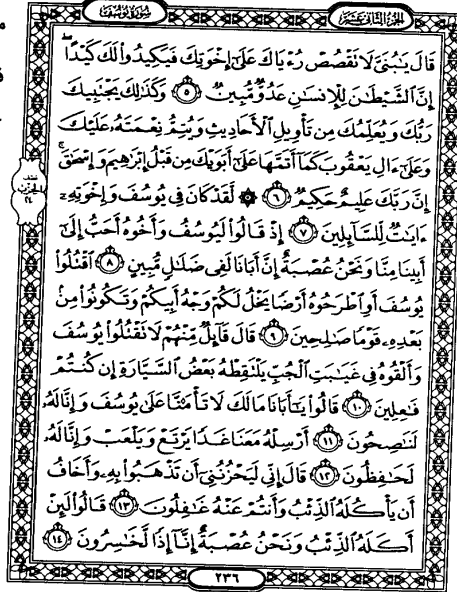 سورة يوسف الجزء الثاني عشر
قَالَ يَٰبُنَىَّ لَا تَقْصُصْ رُءْيَاكَ عَلَىٰٓ إِخْوَتِكَ فَيَكِيدُوا۟ لَكَ كَيْدًا ۖ
إِنَّ ٱلشَّيْطَٰنَ لِلْإِنسَٰنِ عَدُوٌّ مُّبِينٌ ٥ وَكَذَٰلِكَ يَجْتَبِيكَ
رَبُّكَ وَيُعَلِّمُكَ مِن تَأْوِيلِ ٱلْأَحَادِيثِ وَيُتِمُّ نِعْمَتَهُۥ عَلَيْكَ
وَعَلَىٰٓ ءَالِ يَعْقُوبَ كَمَآ أَتَمَّهَا عَلَىٰٓ أَبَوَيْكَ مِن قَبْلُ إِبْرَٰهِيمَ وَإِسْحَٰقَ ۚ
إِنَّ رَبَّكَ عَلِيمٌ حَكِيمٌ ٦ ۞ لَّقَدْ كَانَ فِى يُوسُفَ وَإِخْوَتِهِۦٓ
ءَايَٰتٌ لِّلسَّآئِلِينَ ٧ إِذْ قَالُوا۟ لَيُوسُفُ وَأَخُوهُ أَحَبُّ إِلَىٰٓ
أَبِينَا مِنَّا وَنَحْنُ عُصْبَةٌ إِنَّ أَبَانَا لَفِى ضَلَٰلٍ مُّبِينٍ ٨ ٱقْتُلُوا۟
يُوسُفَ أَوِ ٱطْرَحُوهُ أَرْضًا يَخْلُ لَكُمْ وَجْهُ أَبِيكُمْ وَتَكُونُوا۟ مِنۢ
بَعْدِهِۦ قَوْمًا صَٰلِحِينَ ٩ قَالَ قَآئِلٌ مِّنْهُمْ لَا تَقْتُلُوا۟ يُوسُفَ
وَأَلْقُوهُ فِى غَيَٰبَتِ ٱلْجُبِّ يَلْتَقِطْهُ بَعْضُ ٱلسَّيَّارَةِ إِن كُنتُمْ
فَٰعِلِينَ ١٠ قَالُوا۟ يَٰٓأَبَانَا مَا لَكَ لَا تَأْمَ۫نَّا عَلَىٰ يُوسُفَ وَإِنَّا لَهُۥ
لَنَٰصِحُونَ ١١ أَرْسِلْهُ مَعَنَا غَدًا يَرْتَعْ وَيَلْعَبْ وَإِنَّا لَهُۥ
لَحَٰفِظُونَ ١٢ قَالَ إِنِّى لَيَحْزُنُنِىٓ أَن تَذْهَبُوا۟ بِهِۦ وَأَخَافُ
أَن يَأْكُلَهُ ٱلذِّئْبُ وَأَنتُمْ عَنْهُ غَٰفِلُونَ ١٣ قَالُوا۟ لَئِنْ
أَكَلَهُ ٱلذِّئْبُ وَنَحْنُ عُصْبَةٌ إِنَّآ إِذًا لَّخَٰسِرُونَ ١٤
٢٣٦